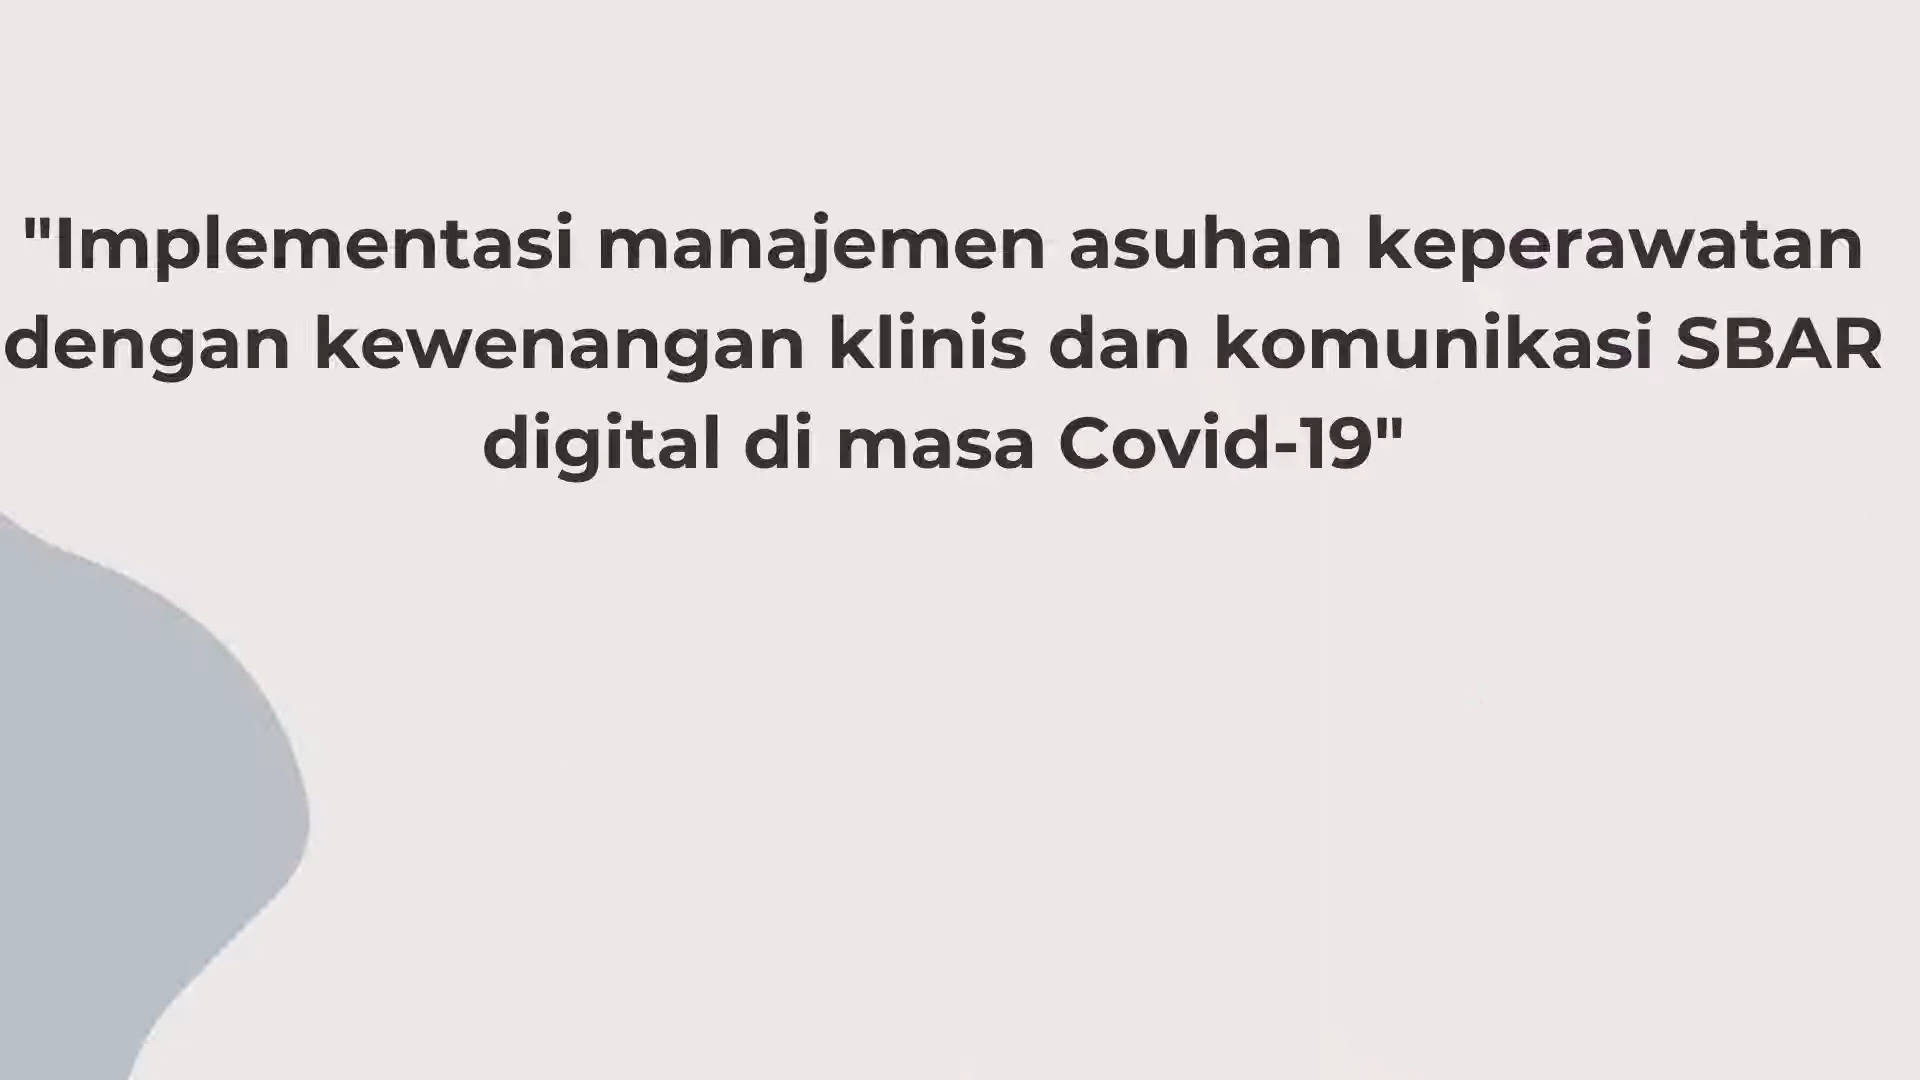 "Implementasi manajemen asuhan keperawatan
dengan kewenangan klinis dan komunikasi SBAR
digital di masa Covid-19"